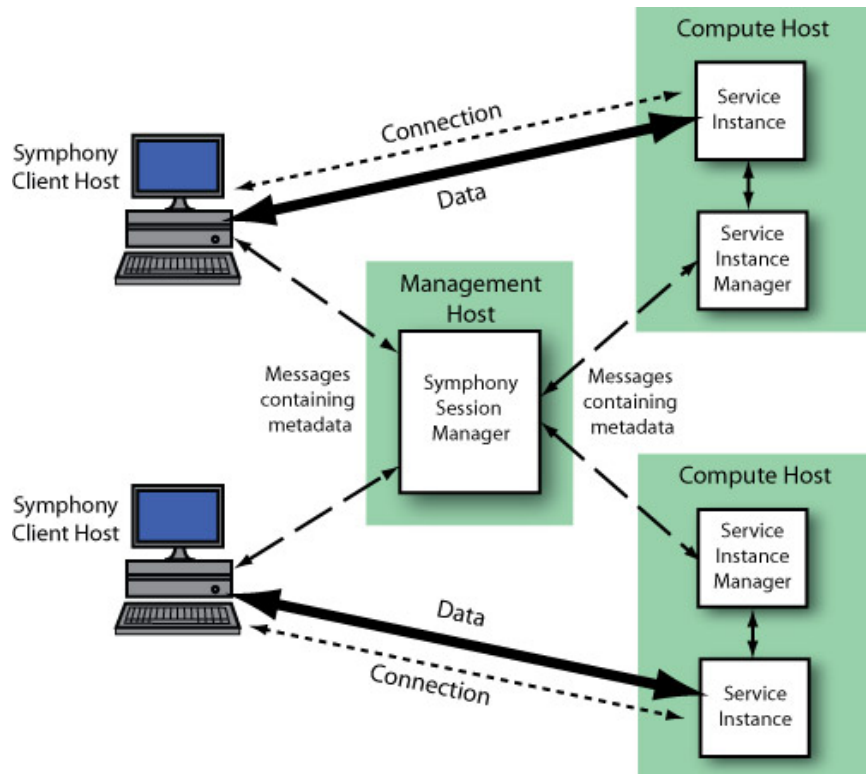 Compute Host
Service
Instance
Connection
Symphony
Client Host
Data
Service
Instance
Manager
Management
Host
Messages
containing
metadata
Symphony
Session
Manager
Messages
containing
metadata
Compute Host
Symphony
Client Host
Service
Instance
Manager
Data
Connection
Service
Instance